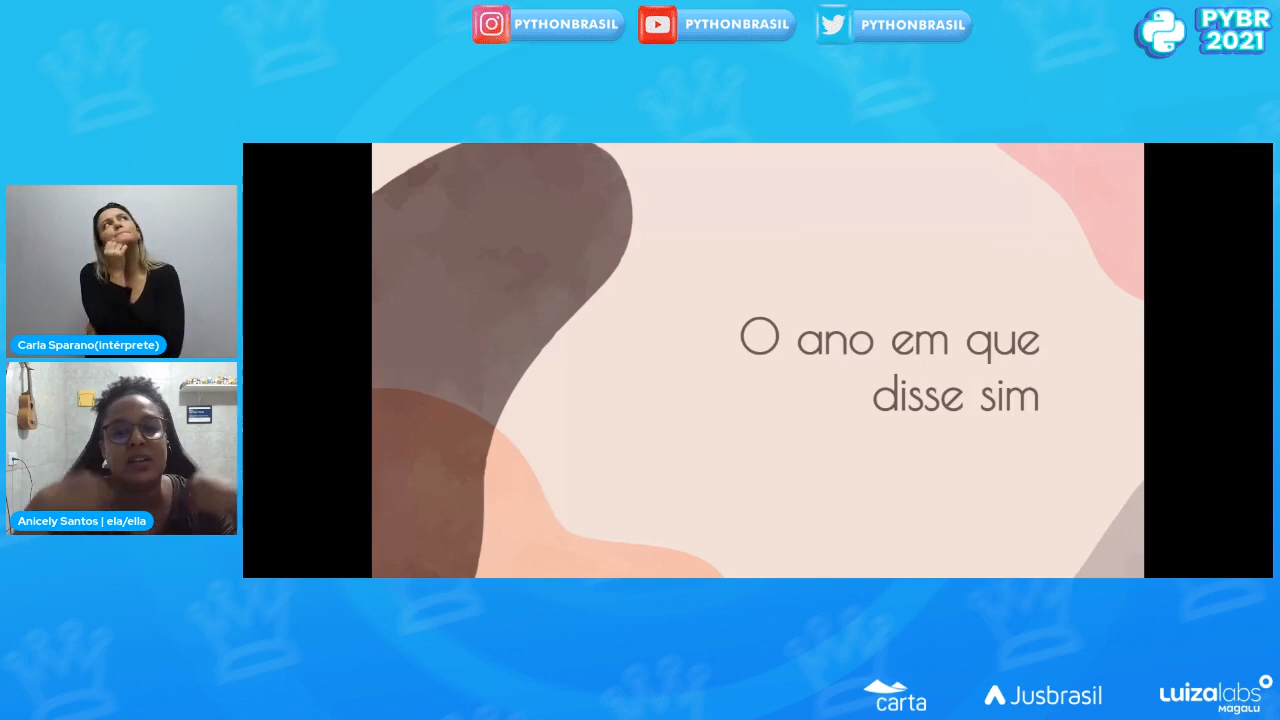 PYTHONBRASIL
PYTHONBRASIL
PYTHONBRASIL
PYBR
2021
O ano em que
disse sim
Carla Sparano(intérprete)
Anicely Santos | ela/ella
carta
Jusbrasil
Luizalabs
MAGALU